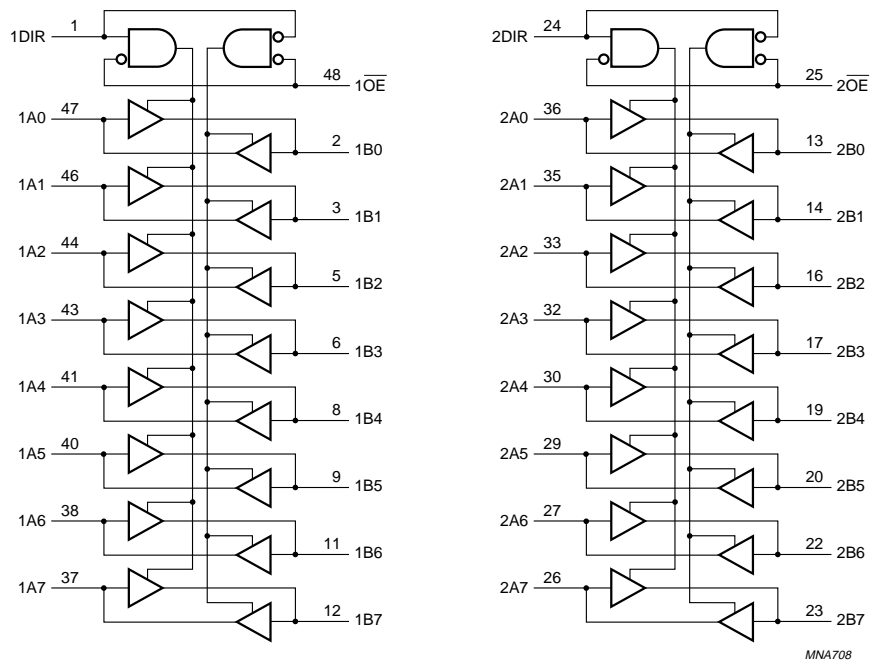 1DIR 1 2DIR 24
48 1O̅E̅ 25 2O̅E̅
1A0 47 2A0 36
2 1B0 13 2B0
1A1 46 2A1 35
3 1B1 14 2B1
1A2 44 2A2 33
5 1B2 16 2B2
1A3 43 2A3 32
6 1B3 17 2B3
1A4 41 2A4 30
8 1B4 19 2B4
1A5 40 2A5 29
9 1B5 20 2B5
1A6 38 2A6 27
11 1B6 22 2B6
1A7 37 2A7 26
12 1B7 23 2B7
MNA708